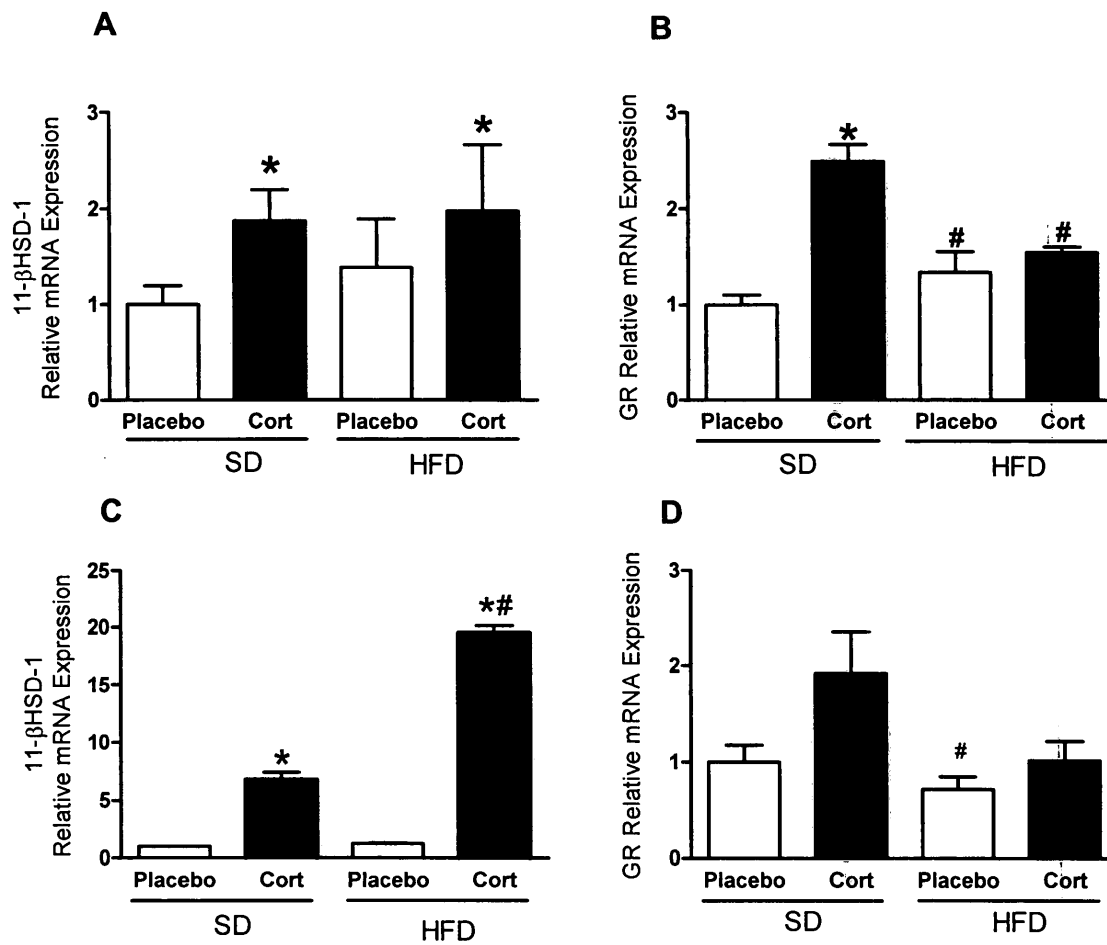 A
11-βHSD-1
Relative mRNA Expression
3
2
1
0
*
*
Placebo Cort Placebo Cort
SD HFD
B
GR Relative mRNA Expression
3
2
1
0
*
#
#
Placebo Cort Placebo Cort
SD HFD
C
11-βHSD-1
Relative mRNA Expression
25
20
15
10
5
0
*
*#
Placebo Cort Placebo Cort
SD HFD
D
GR Relative mRNA Expression
3
2
1
0
#
Placebo Cort Placebo Cort
SD HFD